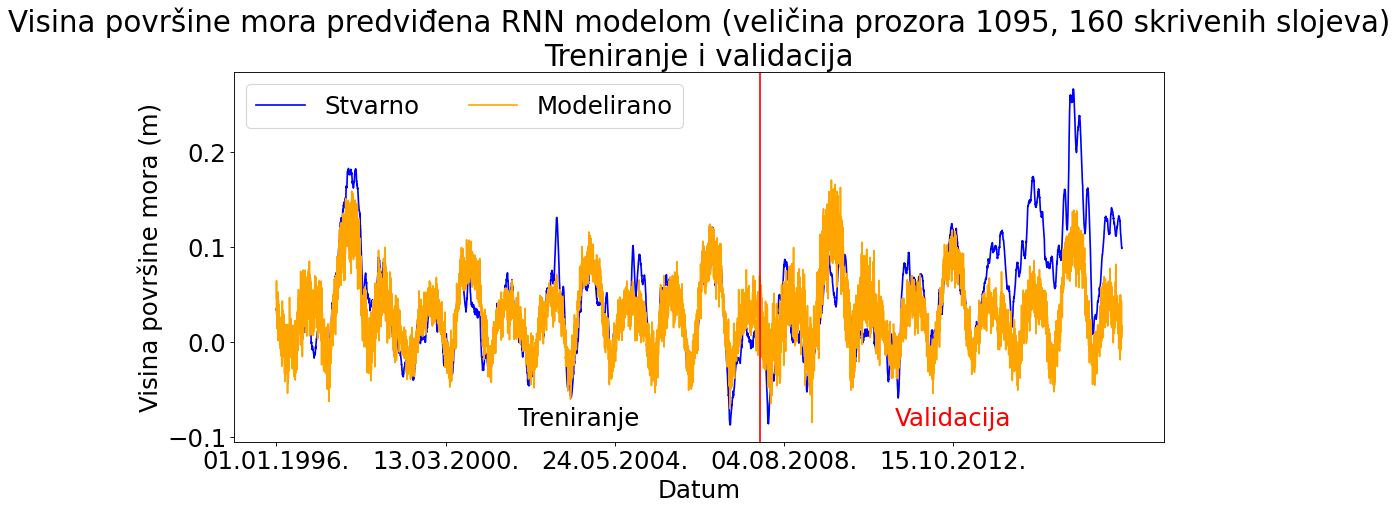 Visina površine mora predviđena RNN modelom (veličina prozora 1095, 160 skrivenih slojeva)
Treniranje i validacija
Stvarno
Modelirano
Visina površine mora (m)
0.2
0.1
0.0
−0.1
Treniranje
Validacija
01.01.1996.
13.03.2000.
24.05.2004.
04.08.2008.
15.10.2012.
Datum